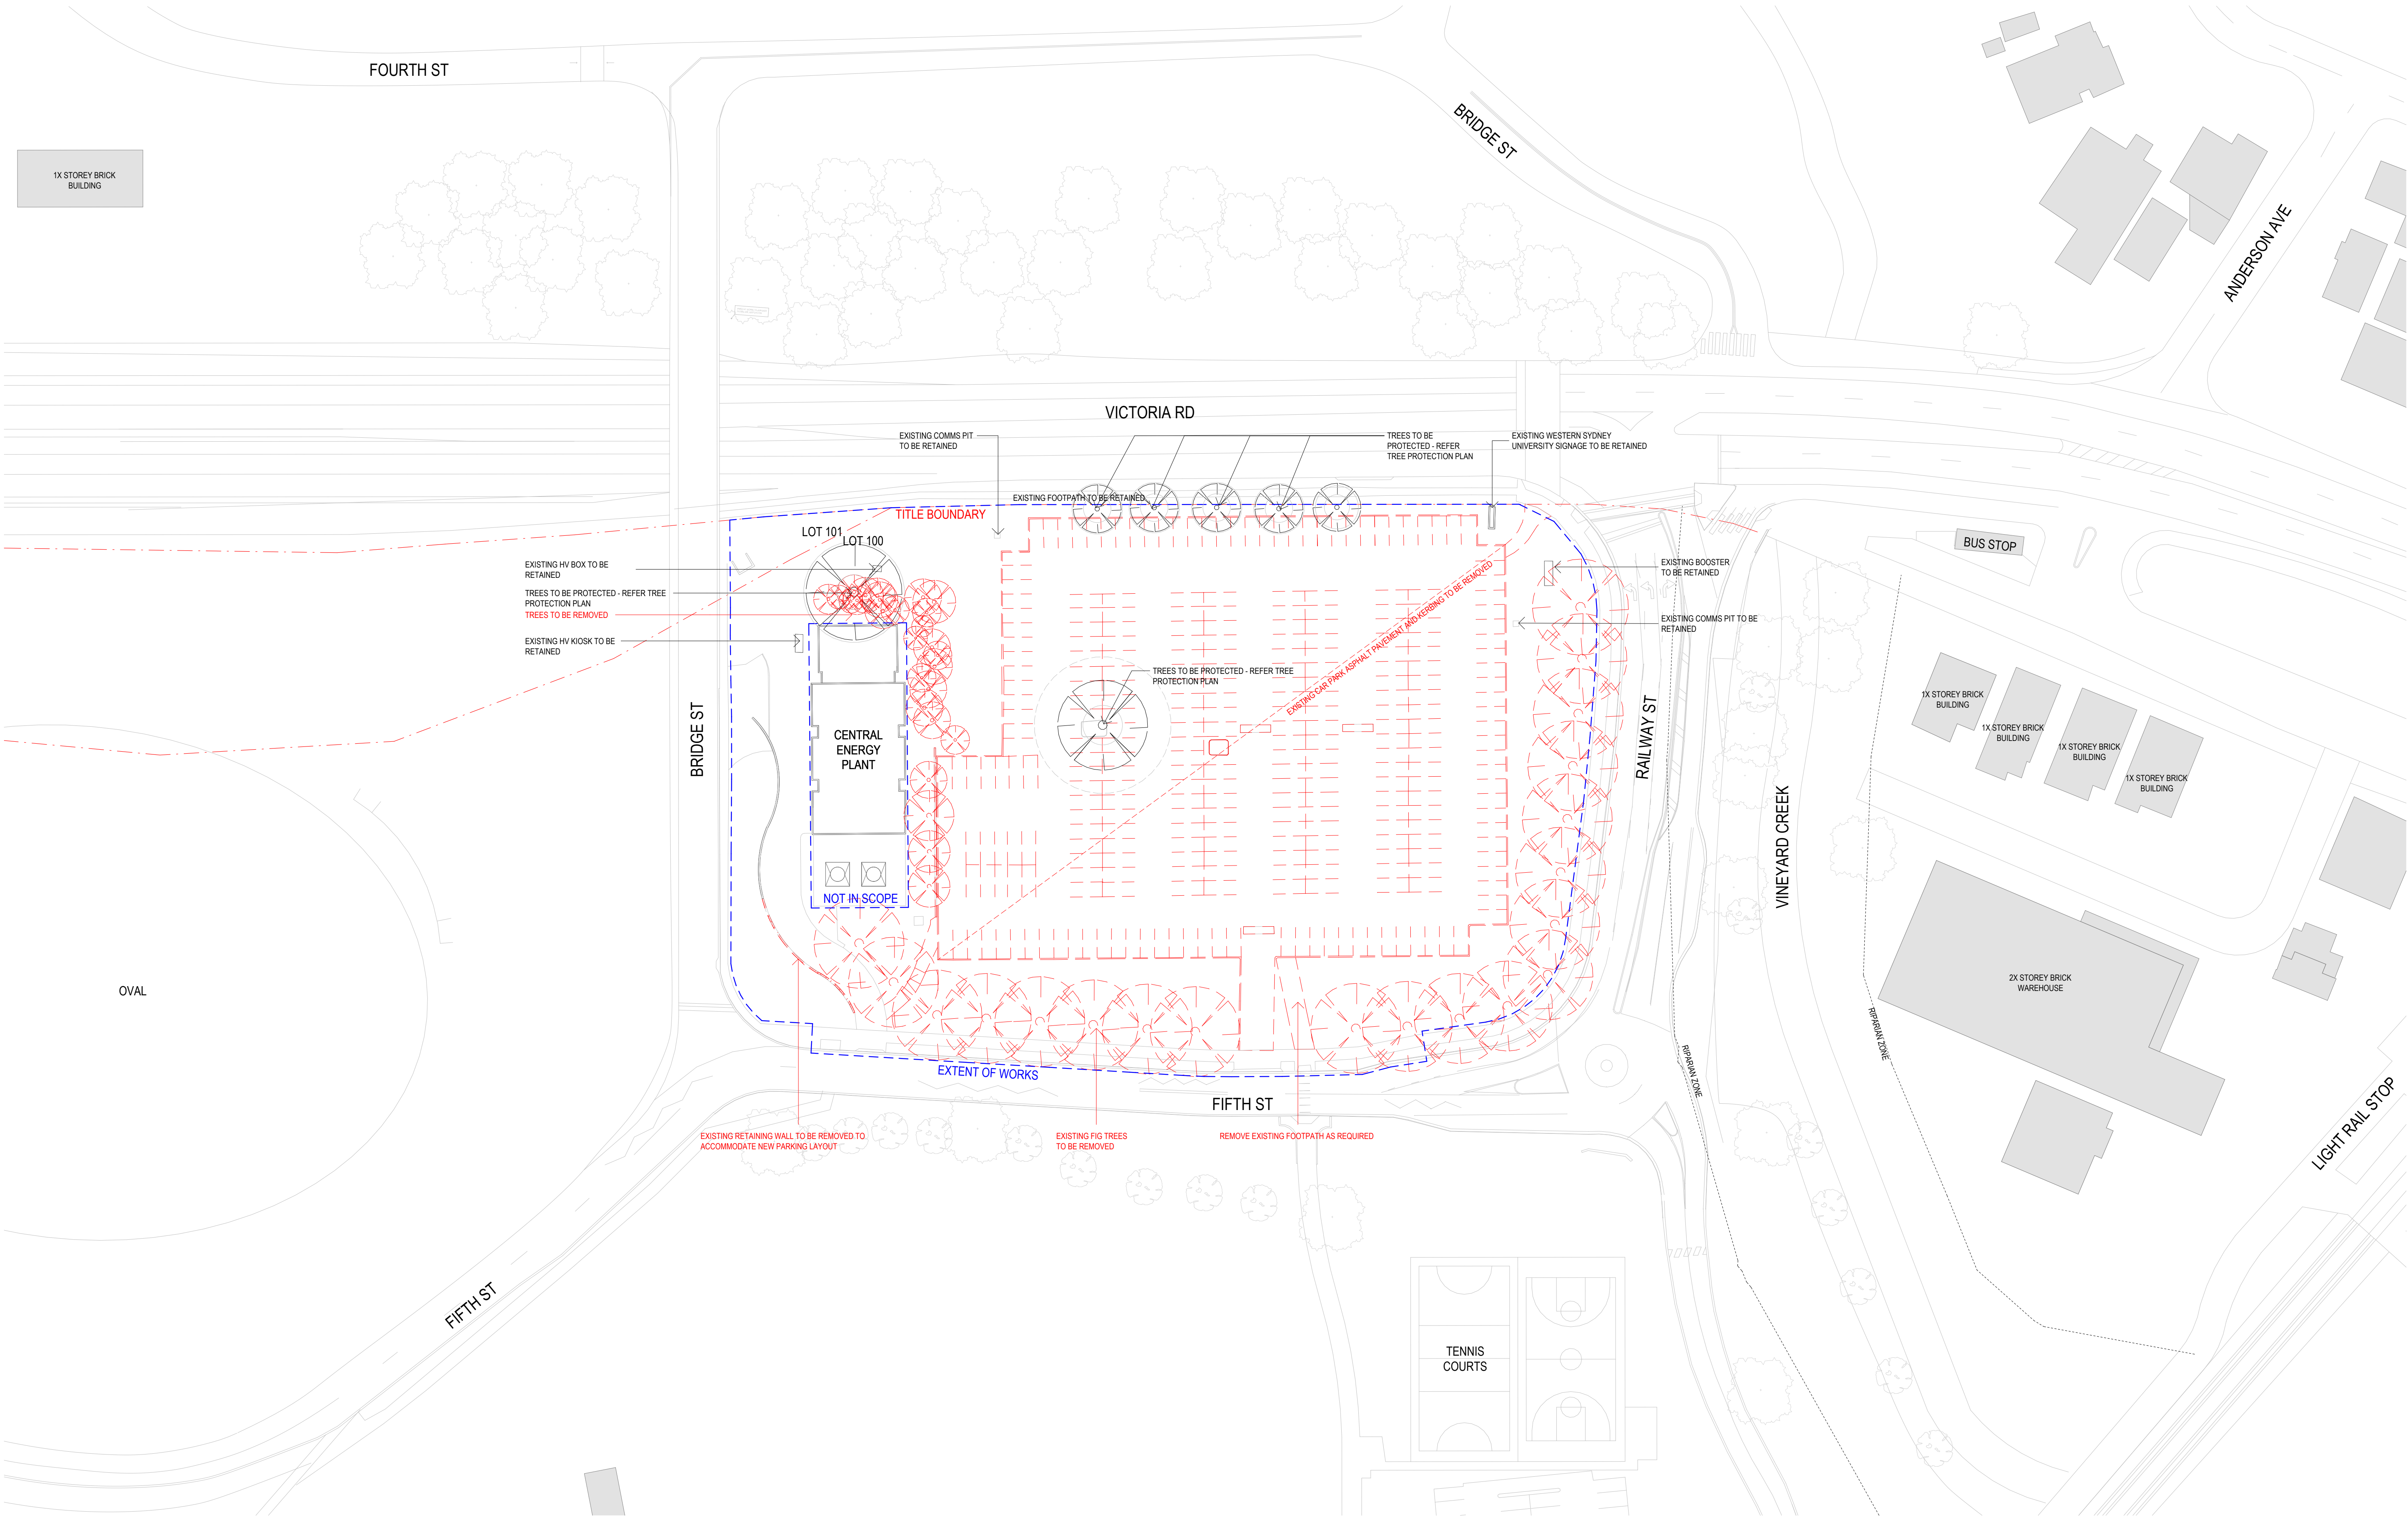 FOURTH ST
BRIDGE ST
1X STOREY BRICK
BUILDING
ANDERSON AVE
VICTORIA RD
EXISTING COMMS PIT
TO BE RETAINED
TREES TO BE
PROTECTED - REFER
TREE PROTECTION PLAN
EXISTING WESTERN SYDNEY
UNIVERSITY SIGNAGE TO BE RETAINED
EXISTING FOOTPATH TO BE RETAINED
TITLE BOUNDARY
LOT 101
LOT 100
BUS STOP
EXISTING HV BOX TO BE
RETAINED
EXISTING BOOSTER
TO BE RETAINED
TREES TO BE PROTECTED - REFER TREE
PROTECTION PLAN
TREES TO BE REMOVED
EXISTING CAR PARK ASPHALT PAVEMENT AND KERBING TO BE REMOVED
EXISTING COMMS PIT TO BE
RETAINED
EXISTING HV KIOSK TO BE
RETAINED
TREES TO BE PROTECTED - REFER TREE
PROTECTION PLAN
1X STOREY BRICK
BUILDING
1X STOREY BRICK
BUILDING
1X STOREY BRICK
BUILDING
1X STOREY BRICK
BUILDING
BRIDGE ST
CENTRAL
ENERGY
PLANT
RAILWAY ST
VINEYARD CREEK
NOT IN SCOPE
OVAL
2X STOREY BRICK
WAREHOUSE
RIPARIAN ZONE
RIPARIAN ZONE
EXTENT OF WORKS
FIFTH ST
LIGHT RAIL STOP
EXISTING RETAINING WALL TO BE REMOVED TO
ACCOMMODATE NEW PARKING LAYOUT
EXISTING FIG TREES
TO BE REMOVED
REMOVE EXISTING FOOTPATH AS REQUIRED
FIFTH ST
TENNIS
COURTS